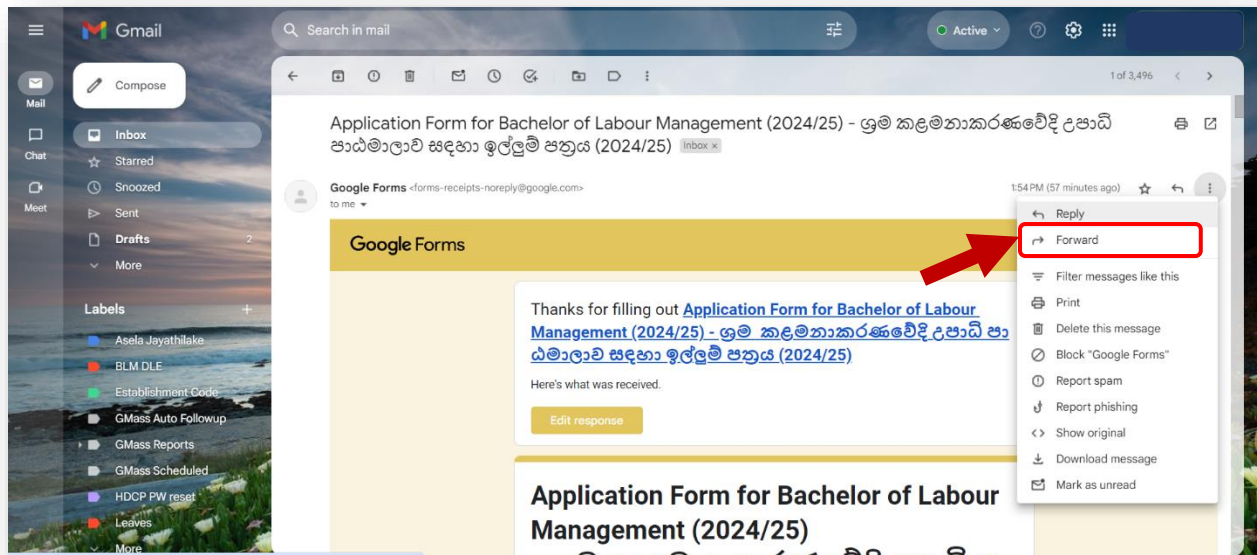 Gmail
Search in mail
Active
Compose
1 of 3,496
Mail
Inbox
Starred
Snoozed
Sent
Drafts 2
More
Chat
Meet
Labels
Asela Jayathilake
BLM DLE
Establishment Code
GMass Auto Followup
GMass Reports
GMass Scheduled
HDCP PW reset
Leaves
More
Application Form for Bachelor of Labour Management (2024/25) - ශ්‍රම කළමනාකරණවේදි උපාධි
පාඨමාලාව සඳහා ඉල්ලුම් පත්‍රය (2024/25) Inbox x
Google Forms <forms-receipts-noreply@google.com>
1:54 PM (57 minutes ago)
to me
Google Forms
Thanks for filling out Application Form for Bachelor of Labour
Management (2024/25) - ශ්‍රම කළමනාකරණවේදි උපාධි පා
ඨමාලාව සඳහා ඉල්ලුම් පත්‍රය (2024/25)
Here's what was received.
Edit response
Application Form for Bachelor of Labour
Management (2024/25)
Reply
Forward
Filter messages like this
Print
Delete this message
Block "Google Forms"
Report spam
Report phishing
Show original
Download message
Mark as unread